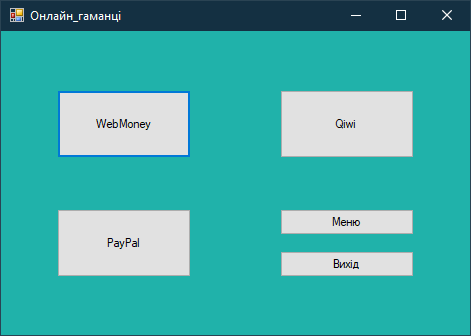 Онлайн_гаманці
WebMoney
Qiwi
PayPal
Меню
Вихід